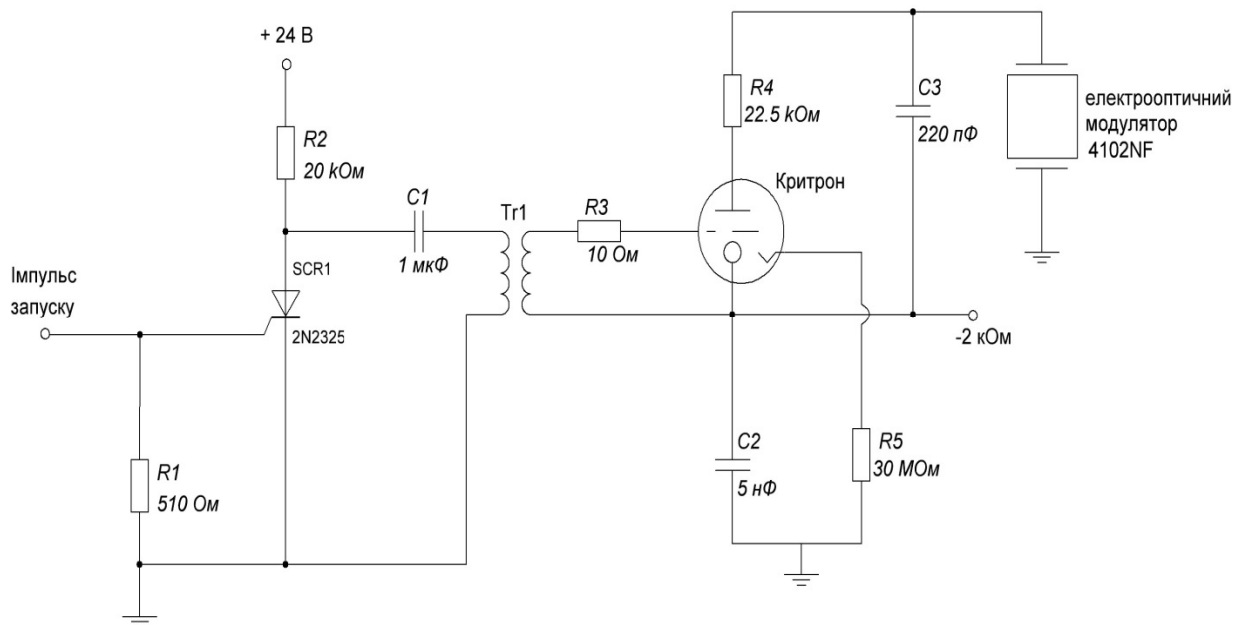 + 24 В
R2
20 kОм
C1
1 мкФ
Tr1
R3
10 Ом
R4
22.5 kОм
Критрон
C3
220 пФ
електрооптичний
модулятор
4102NF
SCR1
2N2325
Імпульс
запуску
-2 кОм
R1
510 Ом
C2
5 нФ
R5
30 МОм